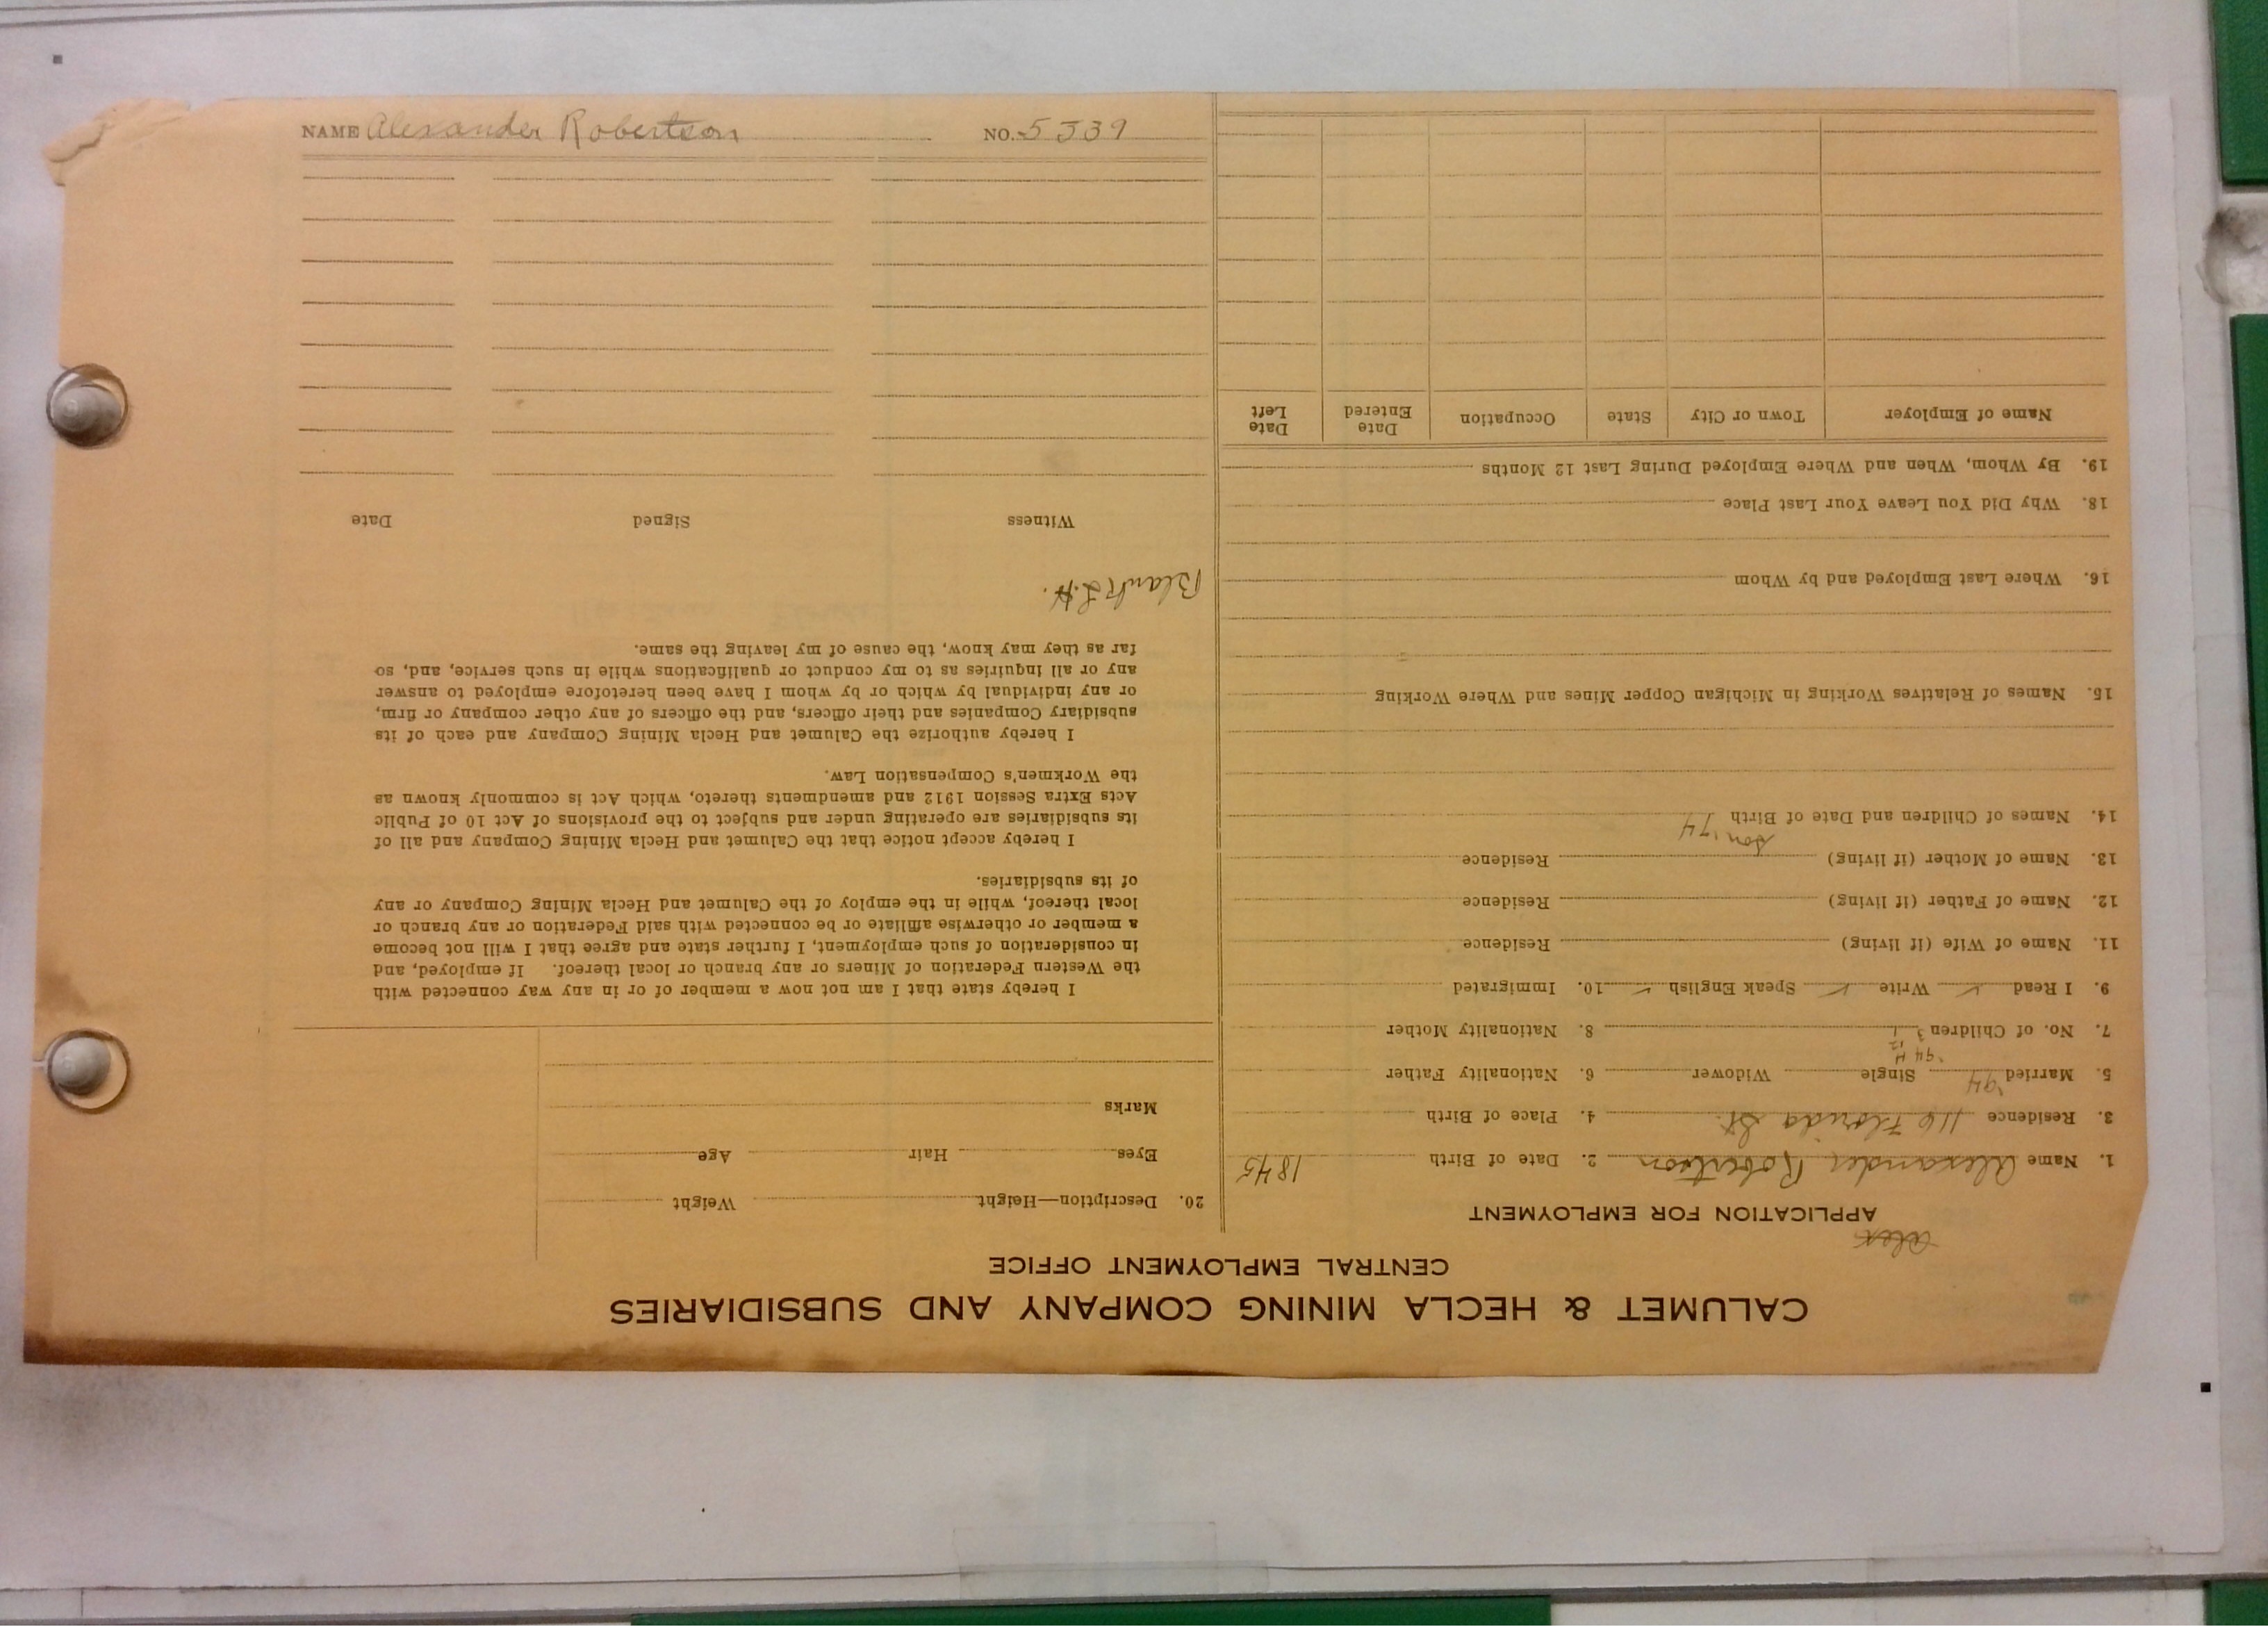 CALUMET & HECLA MINING COMPANY AND SUBSIDIARIES
CENTRAL EMPLOYMENT OFFICE
Alex
APPLICATION FOR EMPLOYMENT
1. Name Alexander Robertson 2. Date of Birth 1845
3. Residence 116 Florida St. 4. Place of Birth
5. Married '94 Single Widower 6. Nationality Father
'94 4
12
7. No. of Children 3 1 8. Nationality Mother
9. I Read ✓ Write ✓ Speak English ✓ 10. Immigrated
11. Name of Wife (if living) Residence
12. Name of Father (if living) Residence
13. Name of Mother (if living) Residence
son '74
14. Names of Children and Date of Birth
15. Names of Relatives Working in Michigan Copper Mines and Where Working
16. Where Last Employed and by Whom
18. Why Did You Leave Your Last Place
19. By Whom, When and Where Employed During Last 12 Months
Name of Employer Town or City State Occupation Date Entered Date Left
20. Description—Height Weight
Eyes Hair Age
Marks
I hereby state that I am not now a member of or in any way connected with
the Western Federation of Miners or any branch or local thereof. If employed, and
in consideration of such employment, I further state and agree that I will not become
a member or otherwise affiliate or be connected with said Federation or any branch or
local thereof, while in the employ of the Calumet and Hecla Mining Company or any
of its subsidiaries.
I hereby accept notice that the Calumet and Hecla Mining Company and all of
its subsidiaries are operating under and subject to the provisions of Act 10 of Public
Acts Extra Session 1912 and amendments thereto, which Act is commonly known as
the Workmen's Compensation Law.
I hereby authorize the Calumet and Hecla Mining Company and each of its
subsidiary Companies and their officers, and the officers of any other company or firm,
or any individual by which or by whom I have been heretofore employed to answer
any or all inquiries as to my conduct or qualifications while in such service, and, so
far as they may know, the cause of my leaving the same.
Witness Signed Date
NAME Alexander Robertson NO. 5339